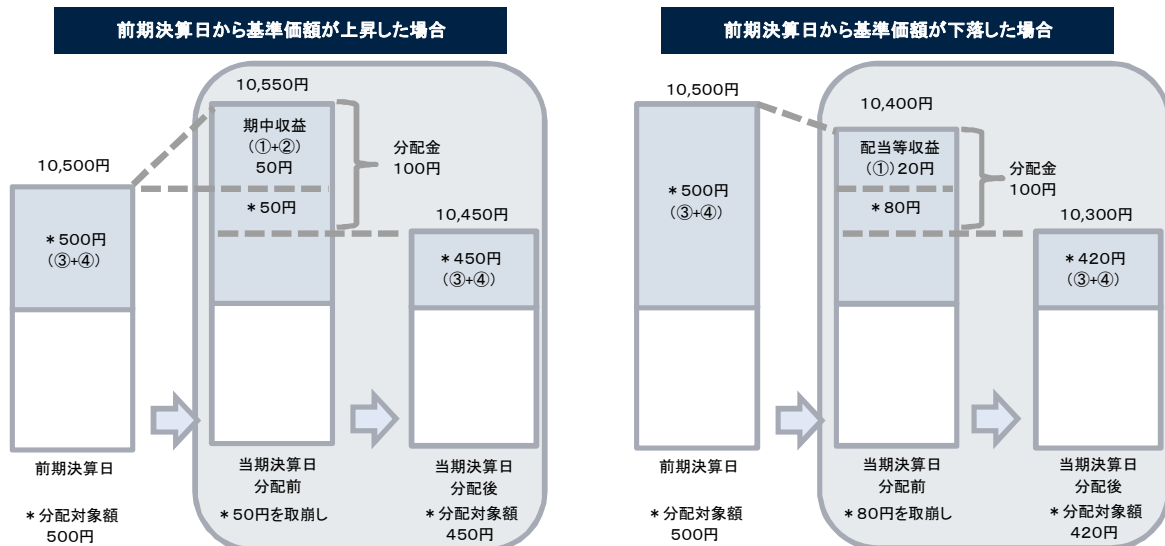 前期決算日から基準価額が上昇した場合
10,550円
期中収益
(①+②)
50円
分配金
100円
10,500円
*50円
10,450円
*500円
(③+④)
*450円
(③+④)
前期決算日
当期決算日
分配前
当期決算日
分配後
*分配対象額
500円
*50円を取崩し
*分配対象額
450円
前期決算日から基準価額が下落した場合
10,500円
10,400円
配当等収益
(①)20円
分配金
100円
*500円
(③+④)
*80円
10,300円
*420円
(③+④)
前期決算日
当期決算日
分配前
当期決算日
分配後
*分配対象額
500円
*80円を取崩し
*分配対象額
420円